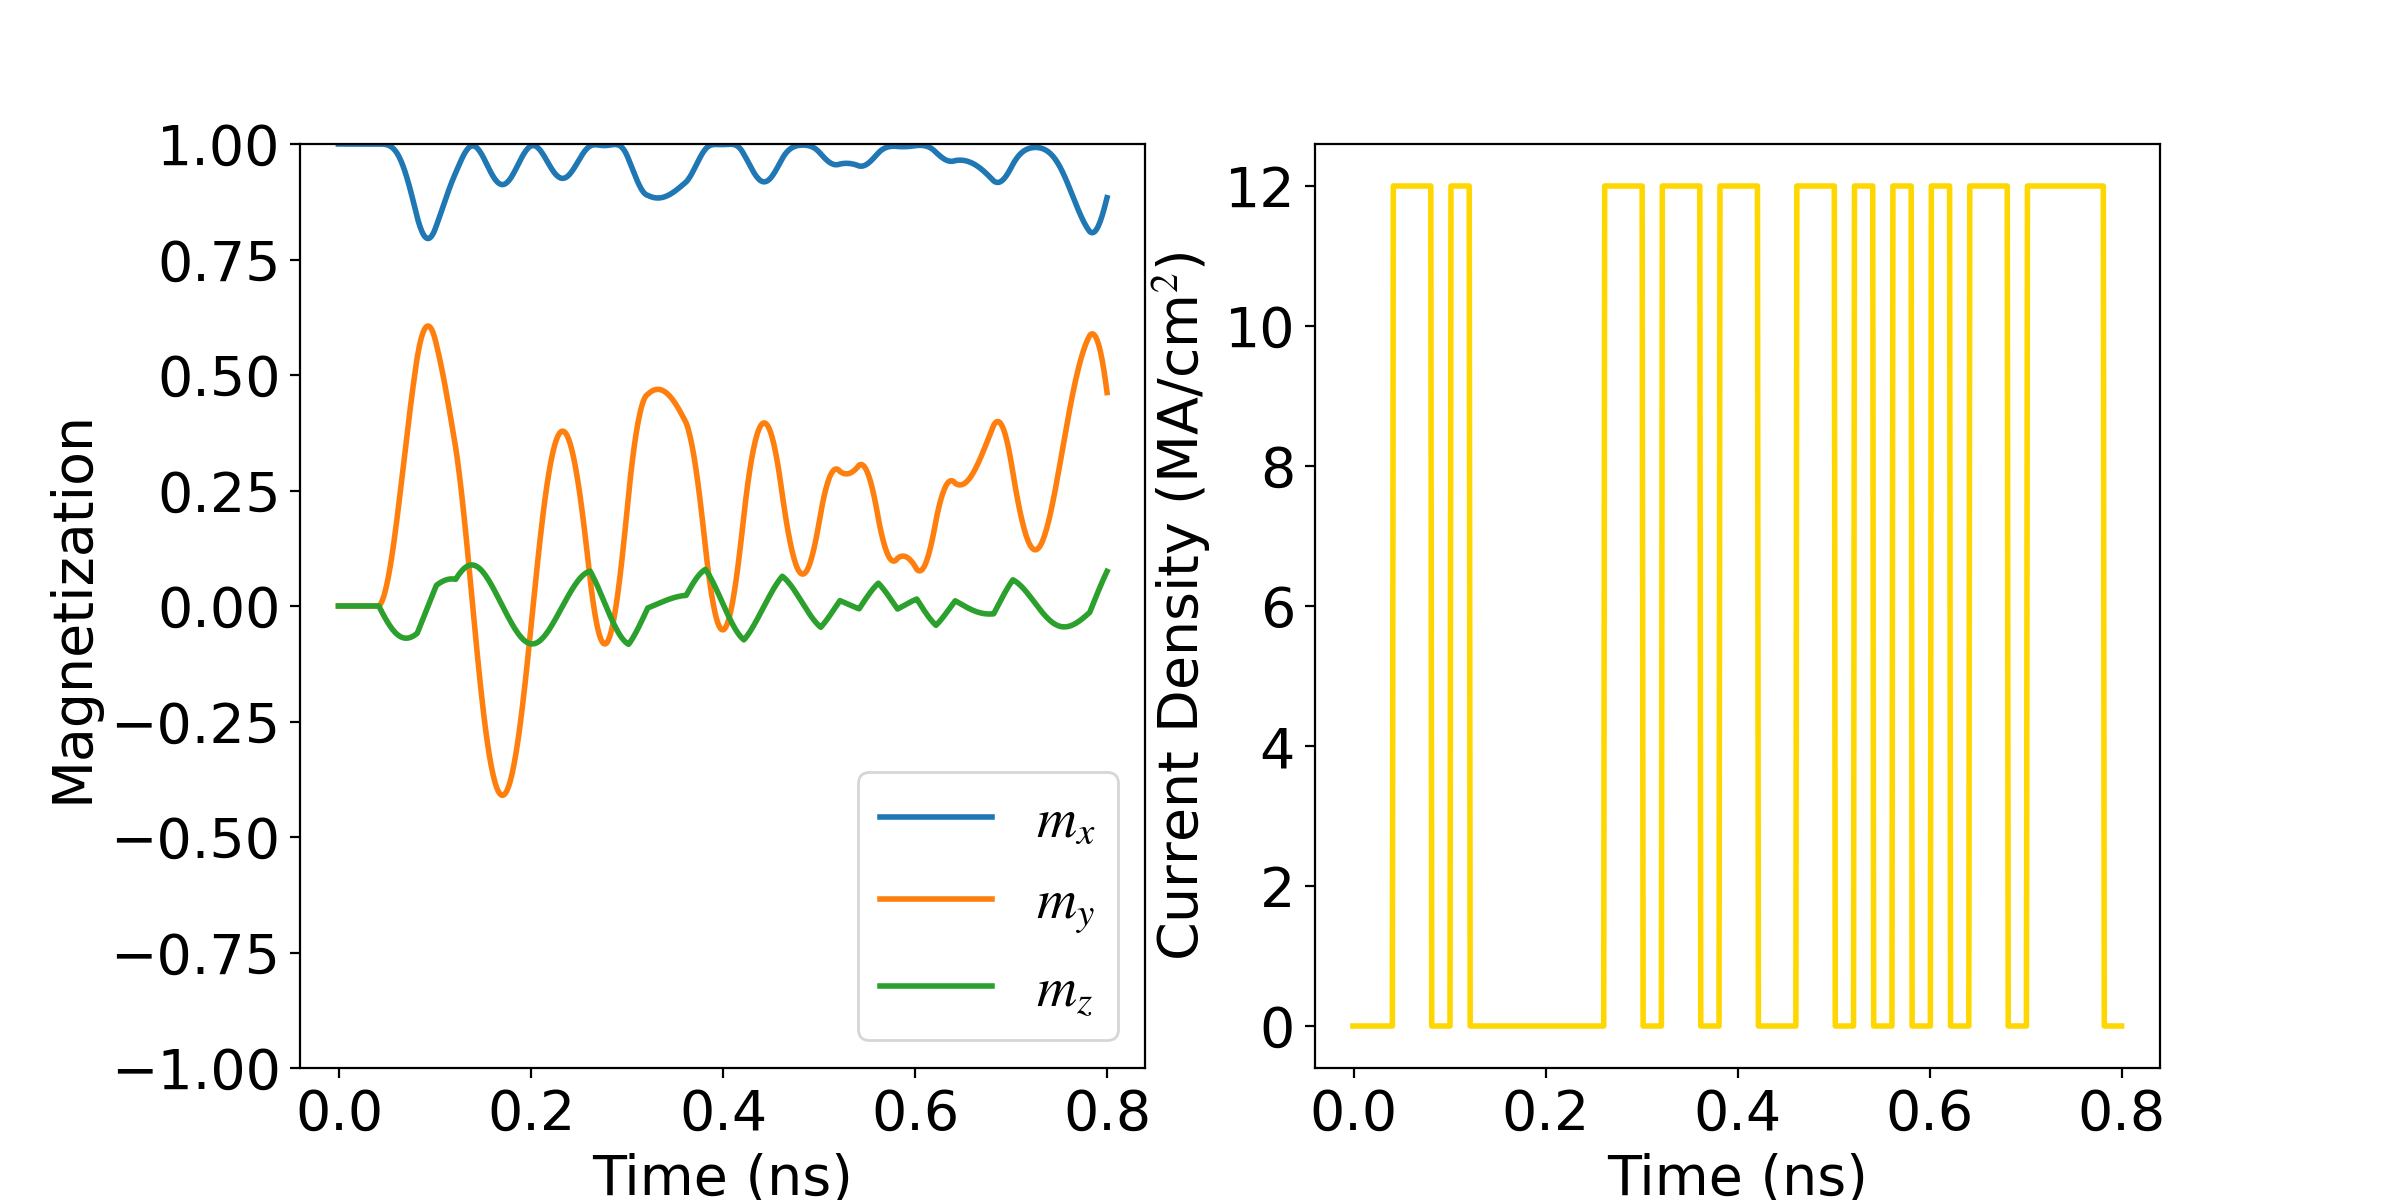 Magnetization
1.00
0.75
0.50
0.25
0.00
−0.25
−0.50
−0.75
−1.00
0.0 0.2 0.4 0.6 0.8
Time (ns)
m_x
m_y
m_z
Current Density (MA/cm²)
12
10
8
6
4
2
0
0.0 0.2 0.4 0.6 0.8
Time (ns)